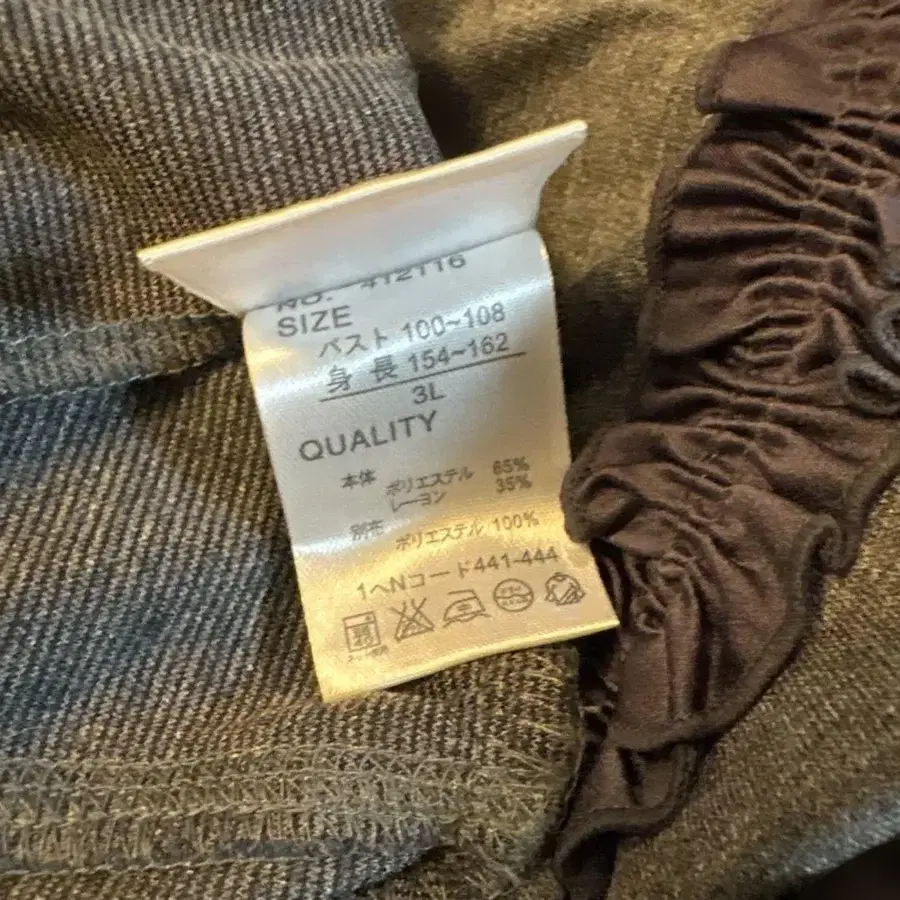 NO. 412116
SIZE
バスト 100~108
身 長 154~162
3L
QUALITY
本体 ポリエステル 65%
レーヨン 35%
別布 ポリエステル 100%
1ヘNコード441-444